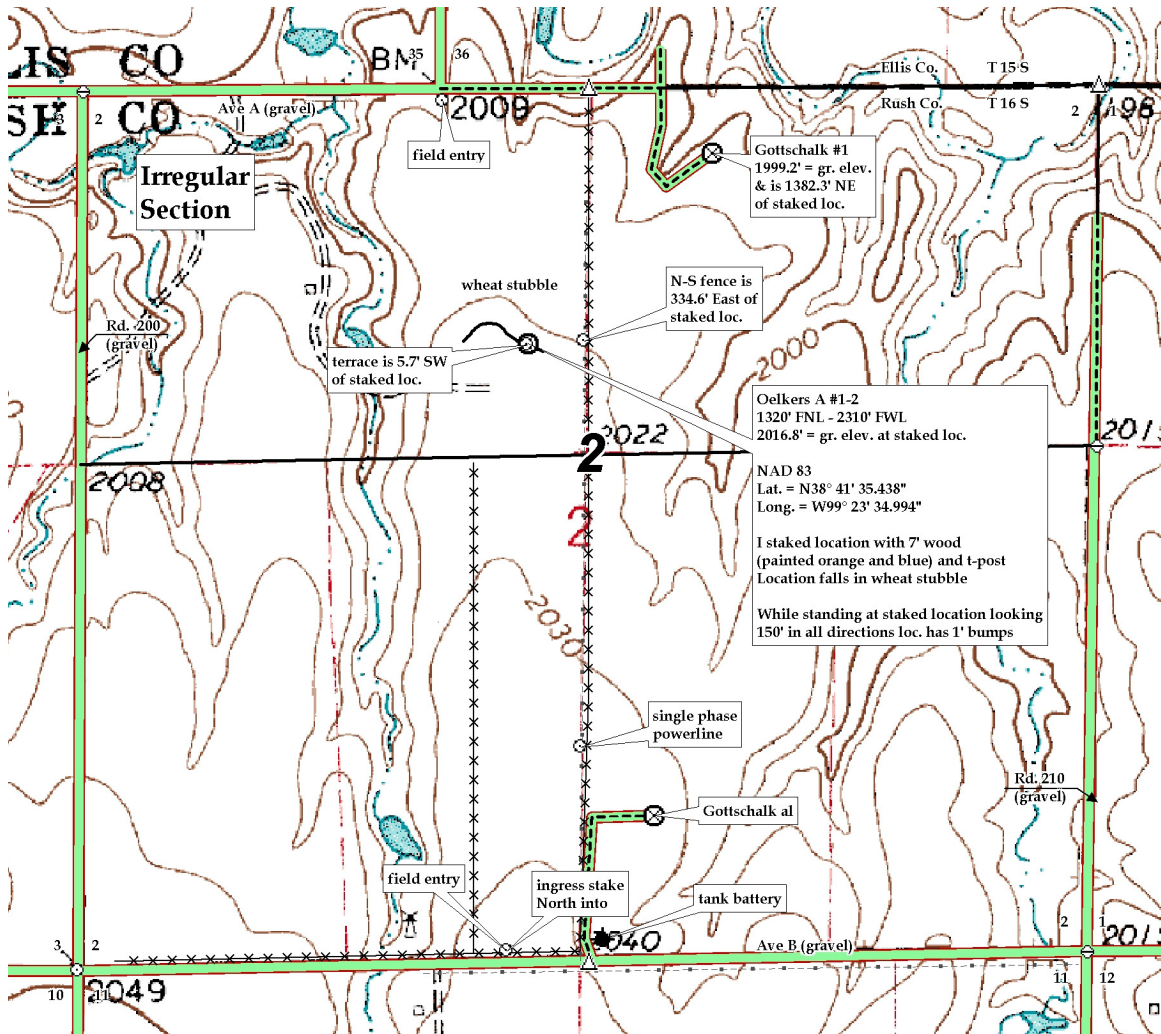 LIS CO
SH CO
BM
35
36
2009
Ave A (gravel)
field entry
Ellis Co.
T 15 S
Rush Co.
T 16 S
2
1
198
2
Irregular
Section
Gottschalk #1
1999.2' = gr. elev.
& is 1382.3' NE
of staked loc.
wheat stubble
N-S fence is
334.6' East of
staked loc.
Rd. 200
(gravel)
terrace is 5.7' SW
of staked loc.
2000
Oelkers A #1-2
1320' FNL - 2310' FWL
2016.8' = gr. elev. at staked loc.
NAD 83
Lat. = N38° 41' 35.438"
Long. = W99° 23' 34.994"
I staked location with 7' wood
(painted orange and blue) and t-post
Location falls in wheat stubble
While standing at staked location looking
150' in all directions loc. has 1' bumps
2022
2
2008
201
2
2030
single phase
powerline
Rd. 210
(gravel)
Gottschalk al
field entry
ingress stake
North into
tank battery
2040
Ave B (gravel)
2
1
201
3
2
10
11
2049
11
12